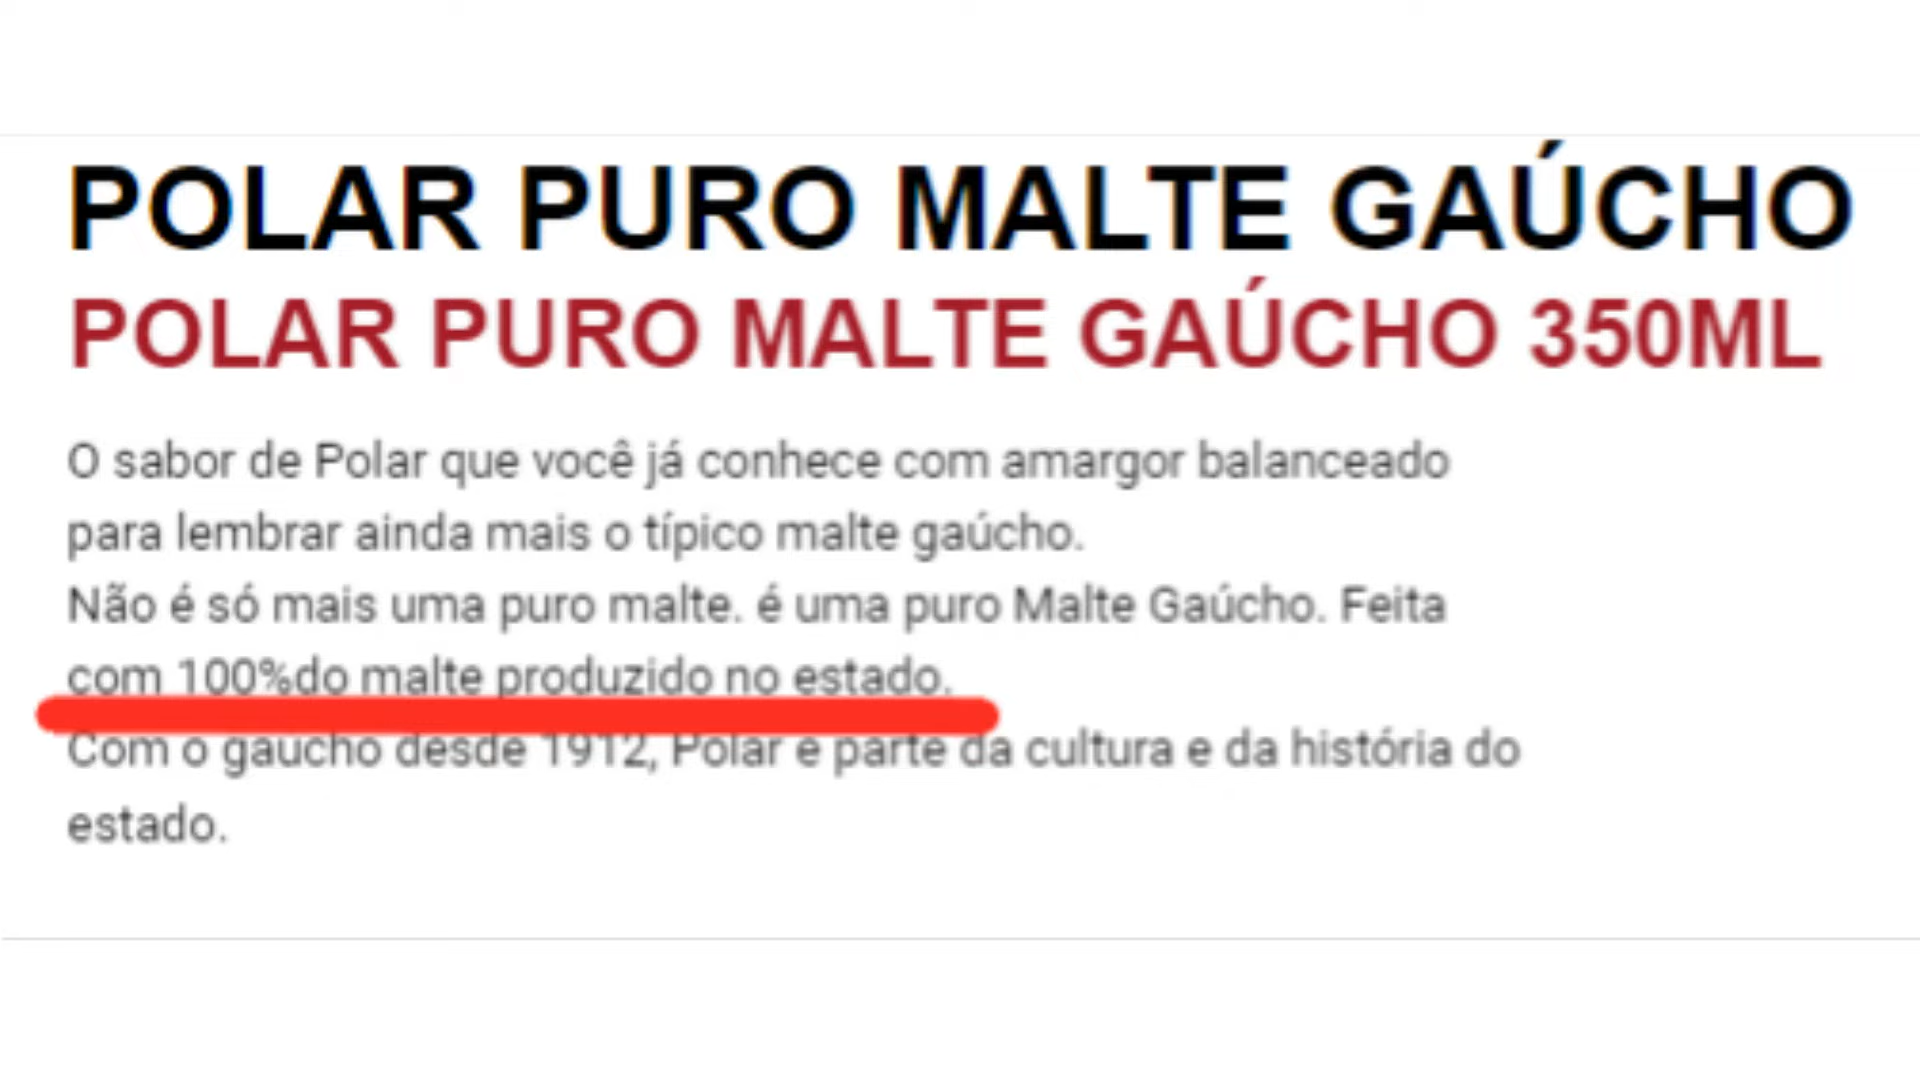 POLAR PURO MALTE GAÚCHO
POLAR PURO MALTE GAÚCHO 350ML
O sabor de Polar que você já conhece com amargor balanceado
para lembrar ainda mais o típico malte gaúcho.
Não é só mais uma puro malte. é uma puro Malte Gaúcho. Feita
com 100%do malte produzido no estado.
Com o gaúcho desde 1912, Polar é parte da cultura e da história do
estado.